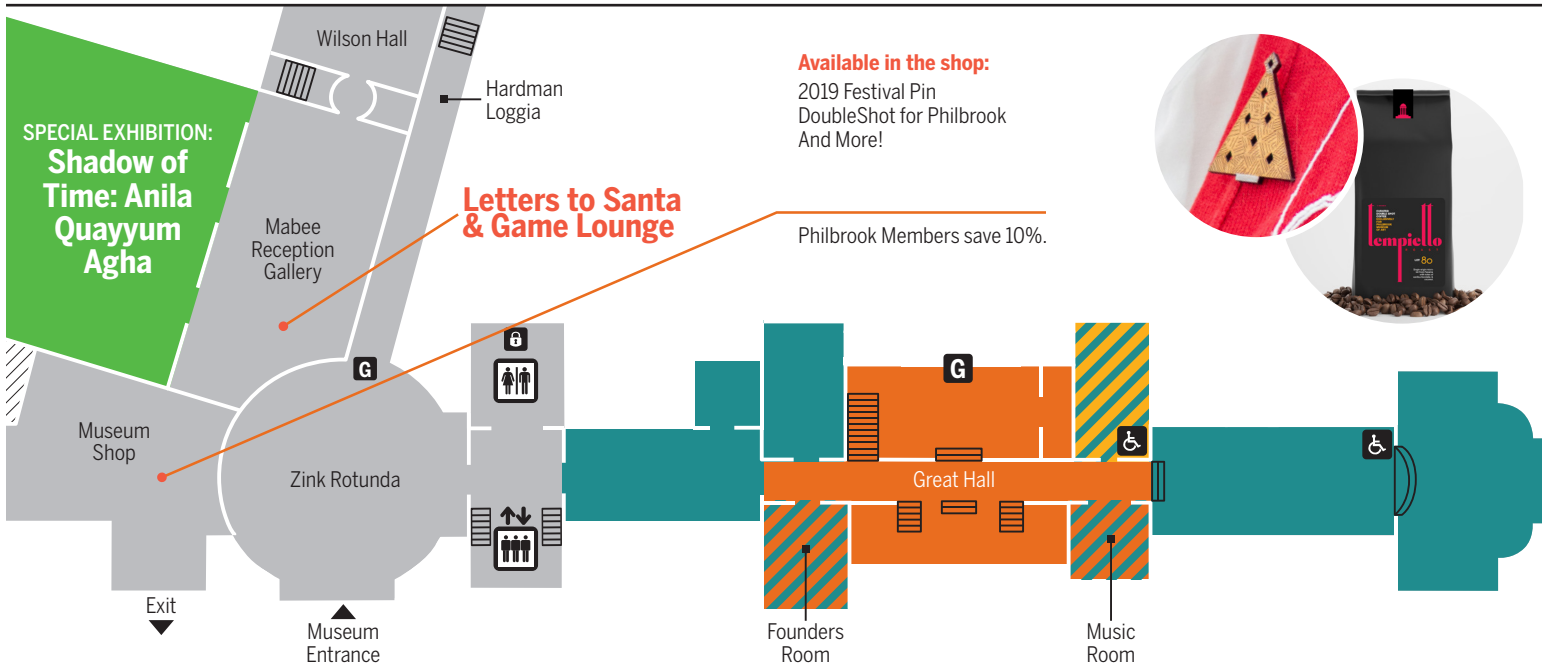 Wilson Hall
Hardman
Loggia
SPECIAL EXHIBITION:
Shadow of
Time: Anila
Quayyum
Agha
Mabee
Reception
Gallery
Letters to Santa
& Game Lounge
Available in the shop:
2019 Festival Pin
DoubleShot for Philbrook
And More!
Philbrook Members save 10%.
tempietto
80
G
G
Museum
Shop
Zink Rotunda
Great Hall
Exit
Museum
Entrance
Founders
Room
Music
Room